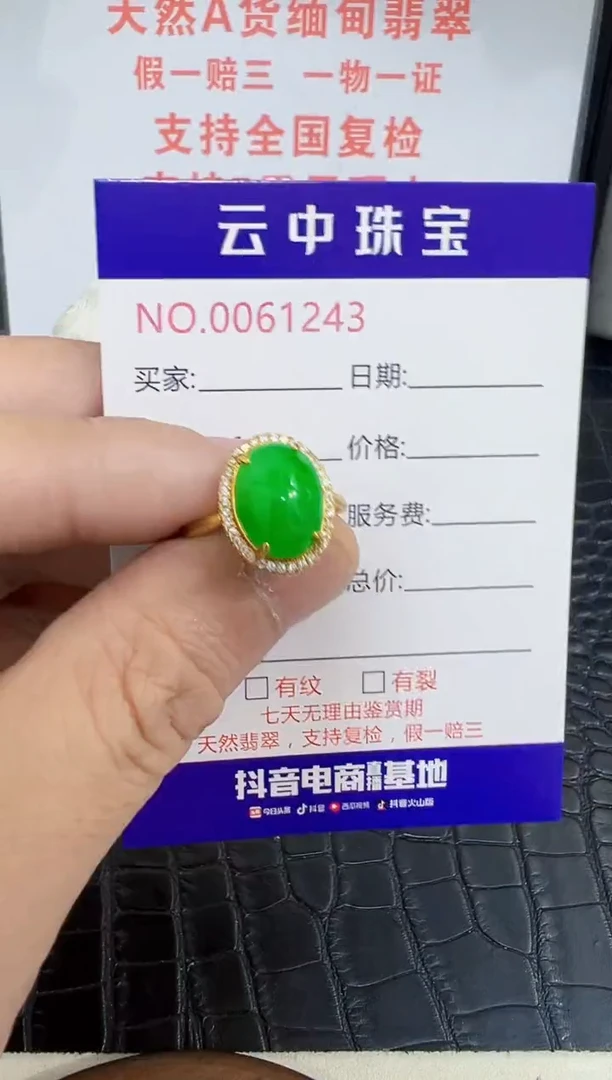 天然A货缅甸翡翠
假一赔三 一物一证
支持全国复检
云中珠宝
NO.0061243
买家: 日期:
价格:
服务费:
总价:
有纹 有裂
七天无理由鉴赏期
天然翡翠，支持复检，假一赔三
抖音电商直播基地
今日头条 抖音 西瓜视频 抖音火山版